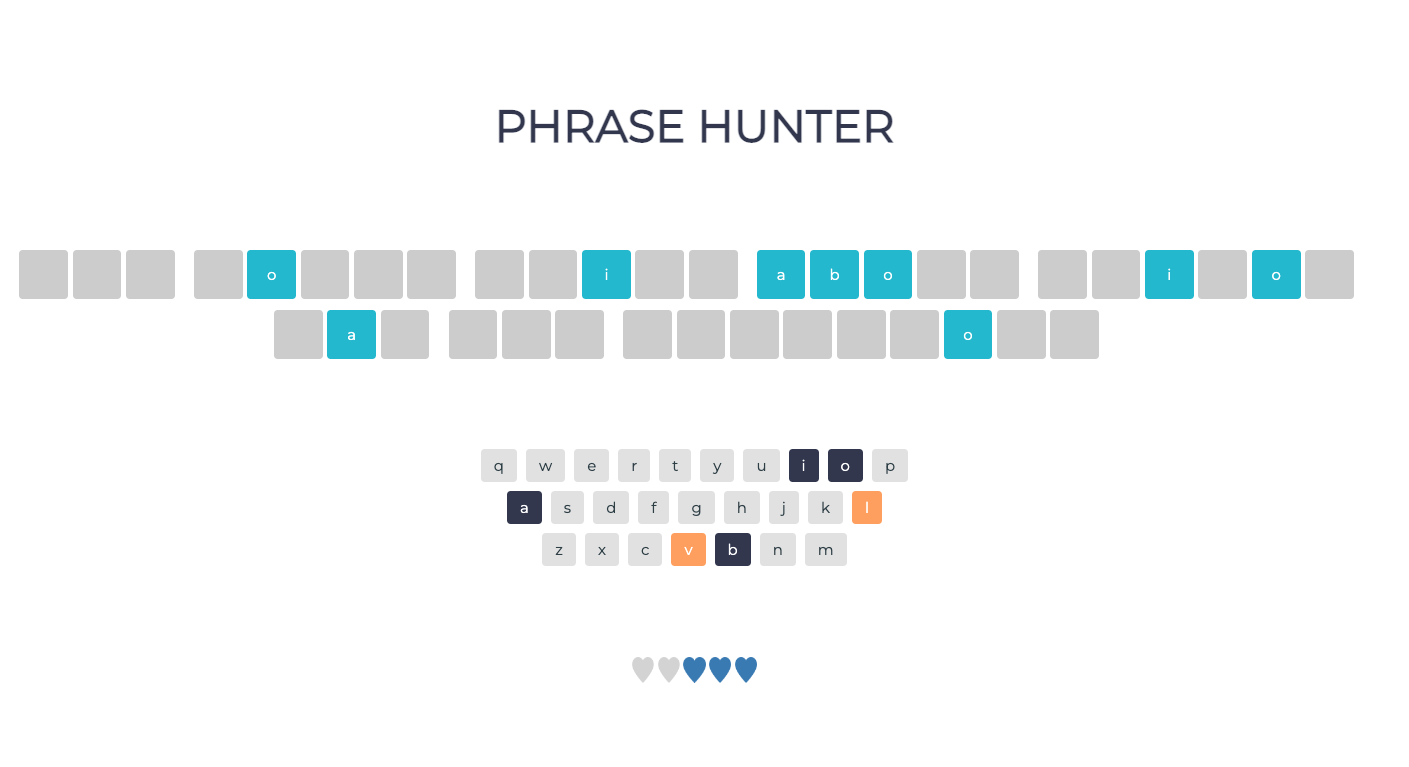 PHRASE HUNTER
o i a b o i o
a o
q w e r t y u i o p
a s d f g h j k l
z x c v b n m